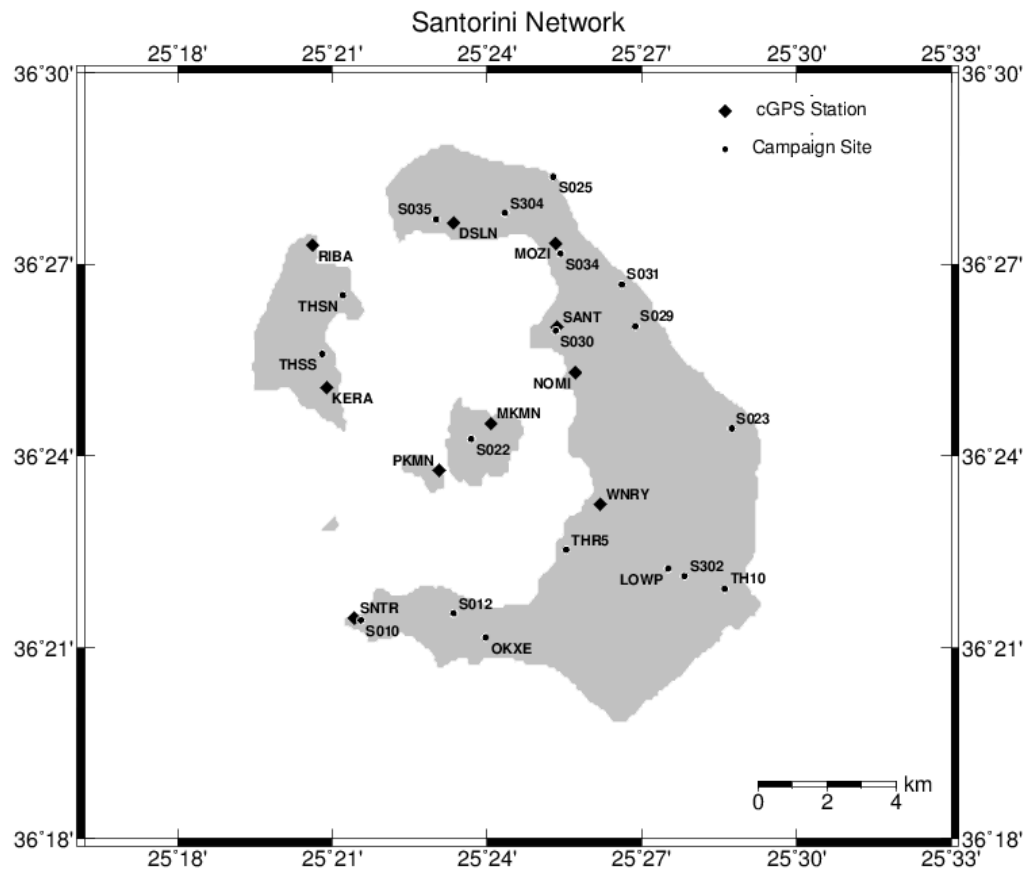 Santorini Network
25°18' 25°21' 25°24' 25°27' 25°30' 25°33'
36°30' 36°30'
cGPS Station
Campaign Site
S025
S304
S035
DSLN
MOZI
S034
RIBA
36°27' 36°27'
S031
THSN
SANT
S029
S030
THSS
NOMI
KERA
MKMN
S023
S022
36°24' 36°24'
PKMN
WNRY
THR5
S302
LOWP
TH10
SNTR
S012
S010
OKXE
36°21' 36°21'
km
0 2 4
36°18' 36°18'
25°18' 25°21' 25°24' 25°27' 25°30' 25°33'